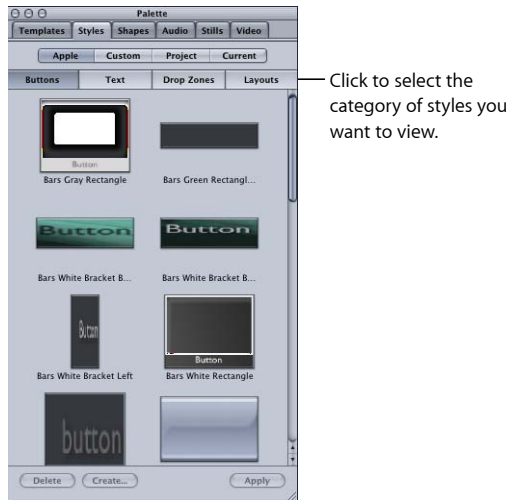 Palette
Templates Styles Shapes Audio Stills Video
Apple Custom Project Current
Buttons Text Drop Zones Layouts
Click to select the
category of styles you
want to view.
Button
Bars Gray Rectangle Bars Green Rectangl...
Button Button
Bars White Bracket B... Bars White Bracket B...
Button
Button
Bars White Bracket Left Bars White Rectangle
button
Delete Create... Apply